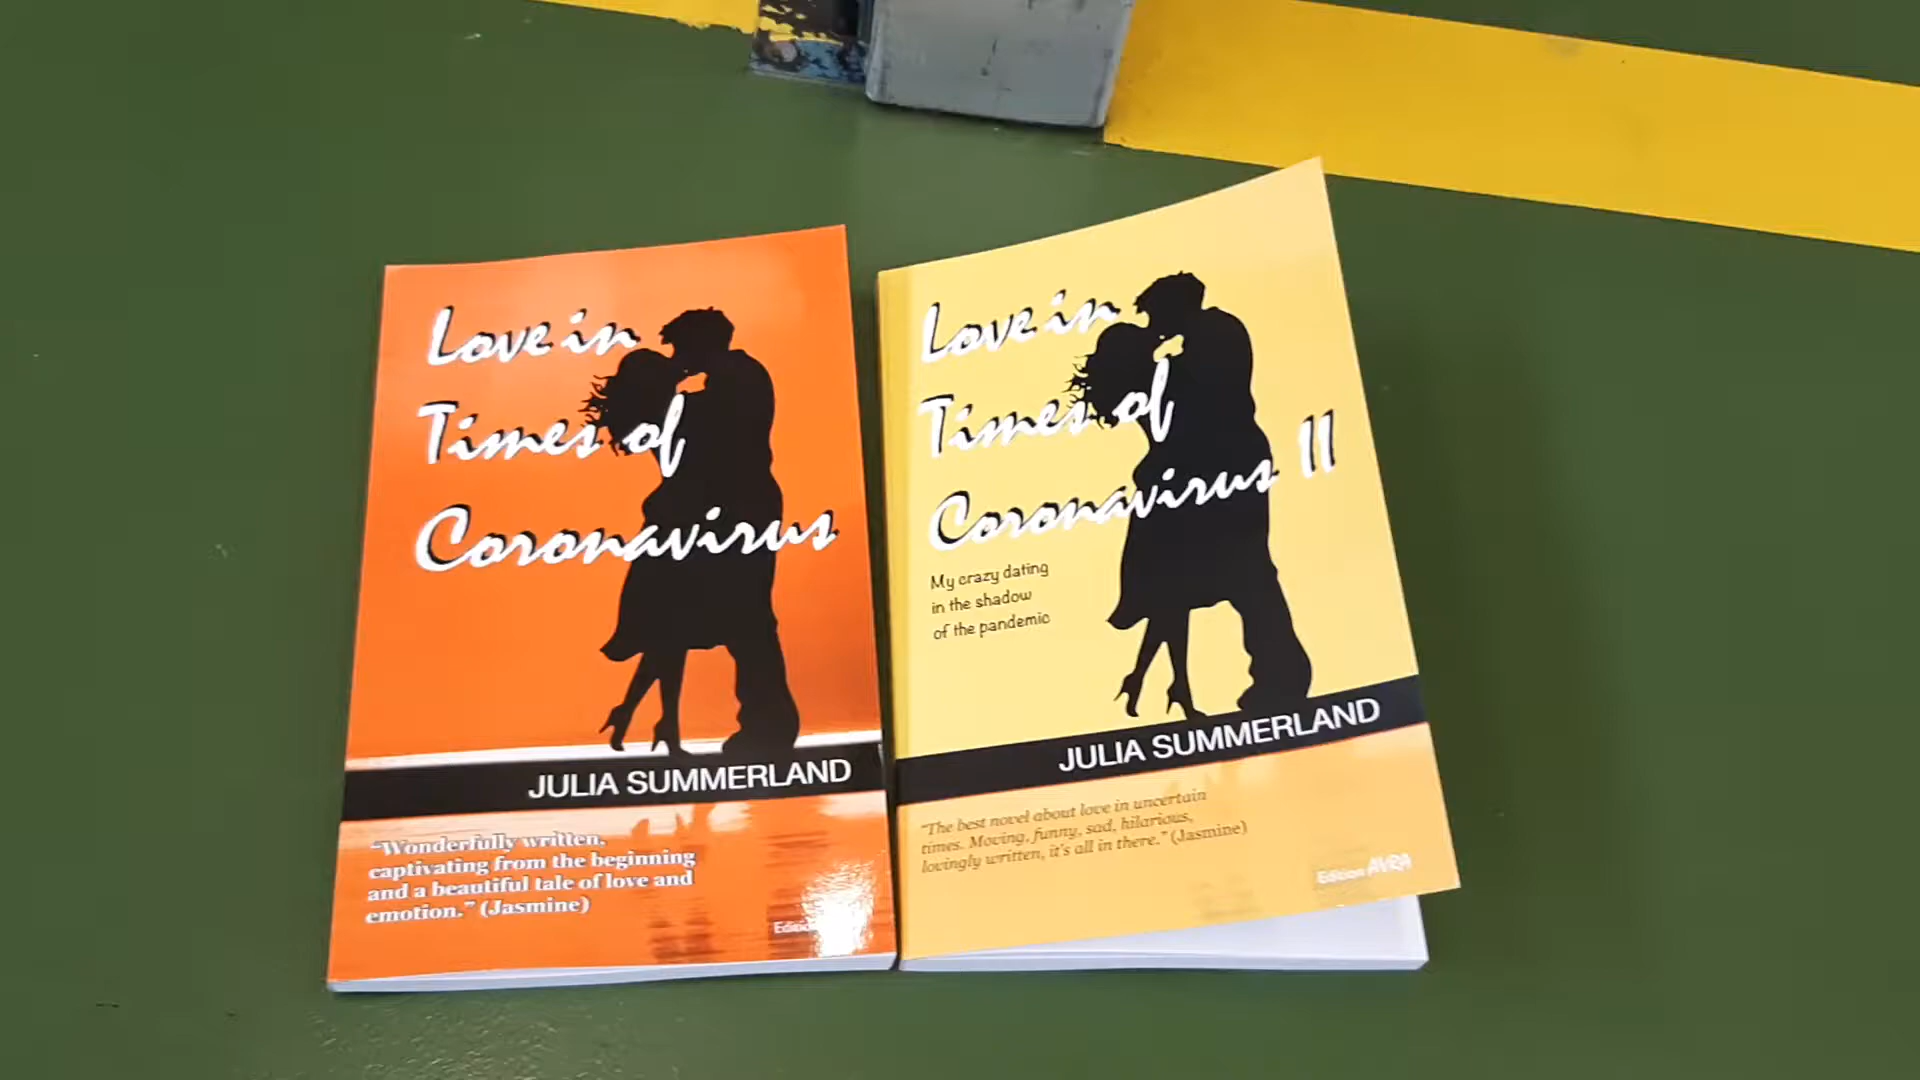 Love in
Times of
Coronavirus
JULIA SUMMERLAND
"Wonderfully written,
captivating from the beginning
and a beautiful tale of love and
emotion." (Jasmine)
Love in
Times of
Coronavirus II
My crazy dating
in the shadow
of the pandemic
JULIA SUMMERLAND
"The best novel about love in uncertain
times. Moving, funny, sad, hilarious,
lovingly written, it's all in there." (Jasmine)
Edition AVRA